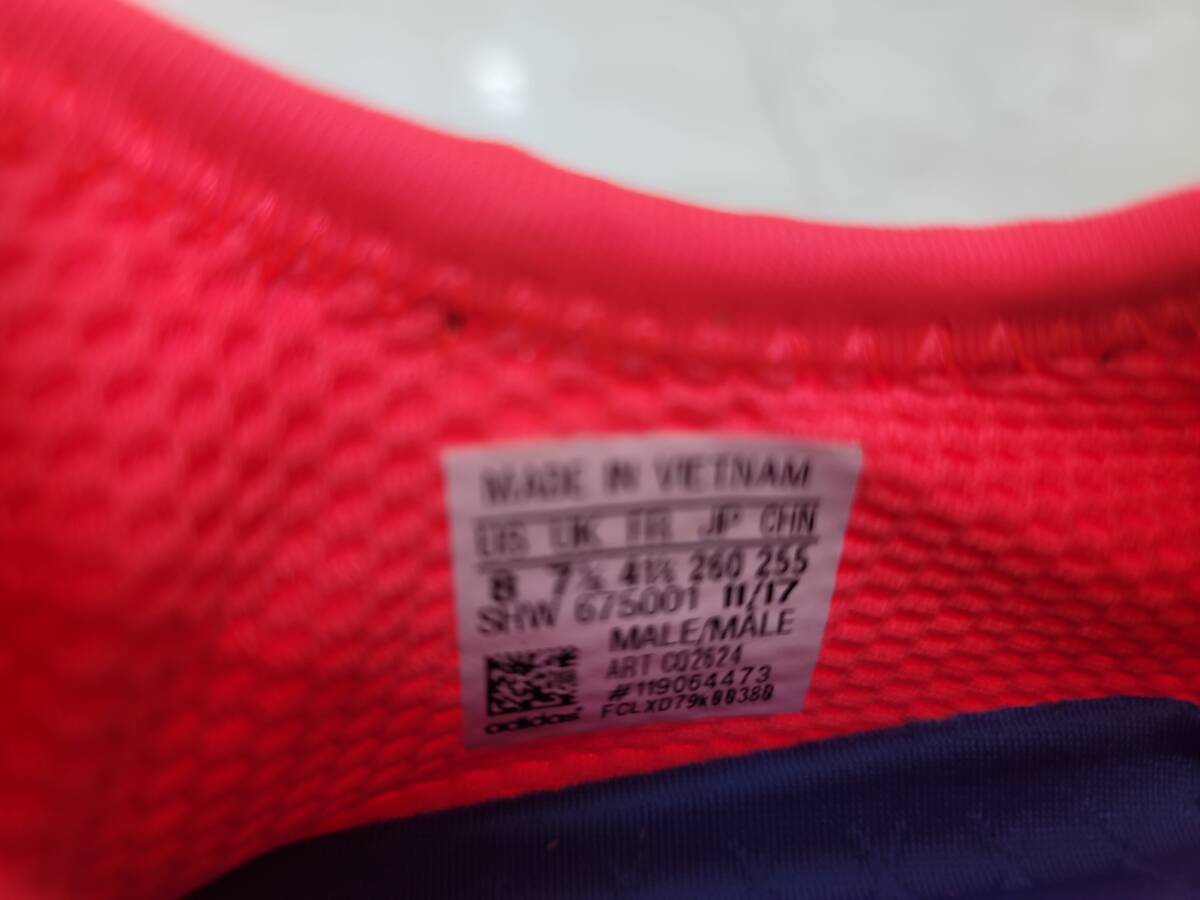 MADE IN VIETNAM
US UK FR JP CHN
8 7½ 41⅓ 260 255
SHW 675001 11/17
MALE/MÂLE
ART CQ2624
#119064473
FCLXD79k00380
adidas